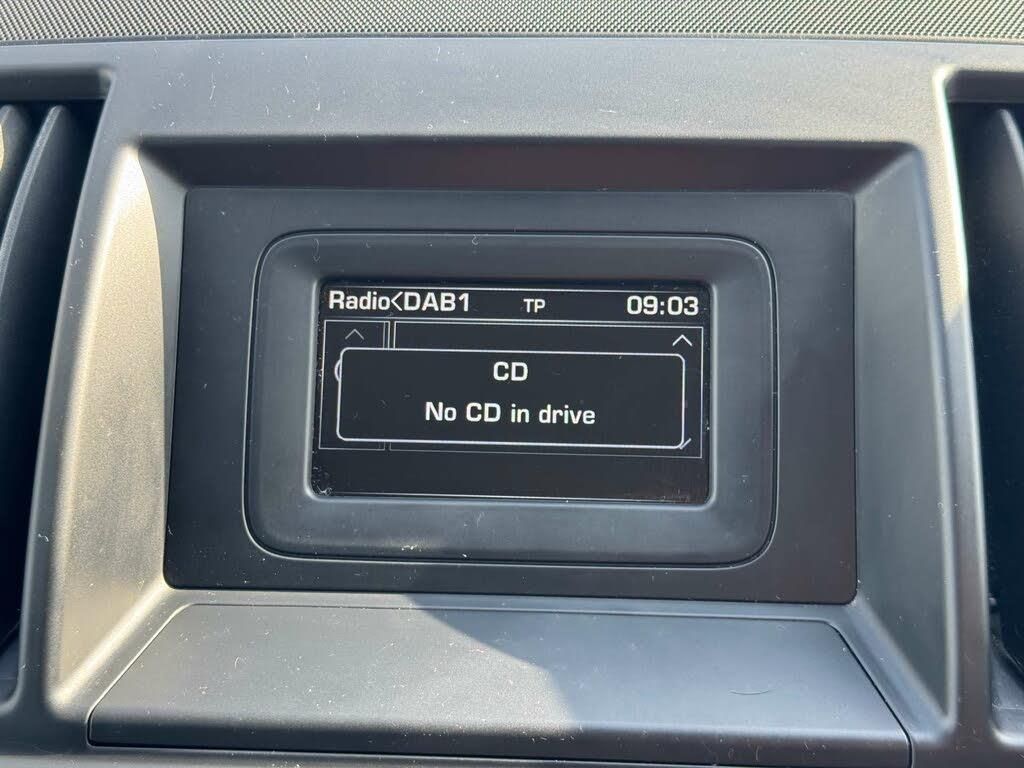 Radio<DAB1 TP 09:03
CD
No CD in drive